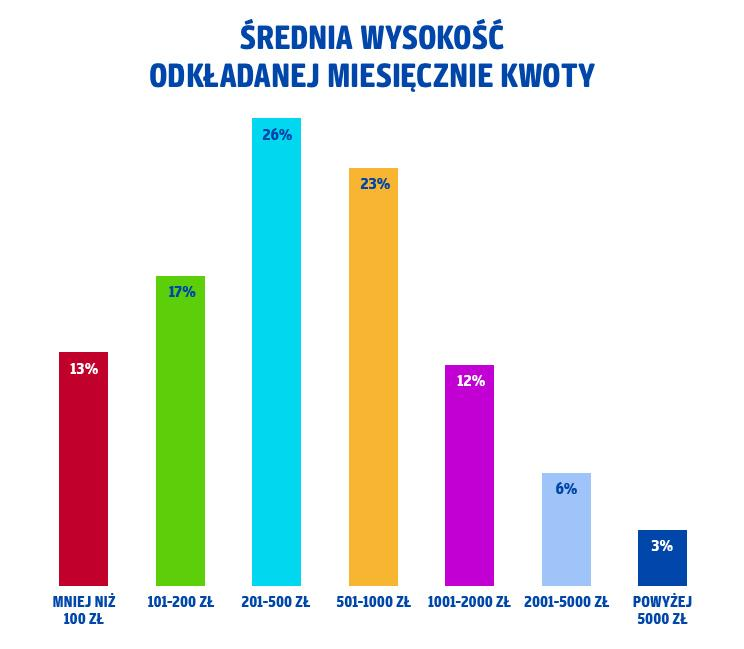 ŚREDNIA WYSOKOŚĆ
ODKŁADANEJ MIESIĘCZNIE KWOTY
26%
23%
17%
13%
12%
6%
3%
MNIEJ NIŻ
100 ZŁ
101-200 ZŁ
201-500 ZŁ
501-1000 ZŁ
1001-2000 ZŁ
2001-5000 ZŁ
POWYŻEJ
5000 ZŁ